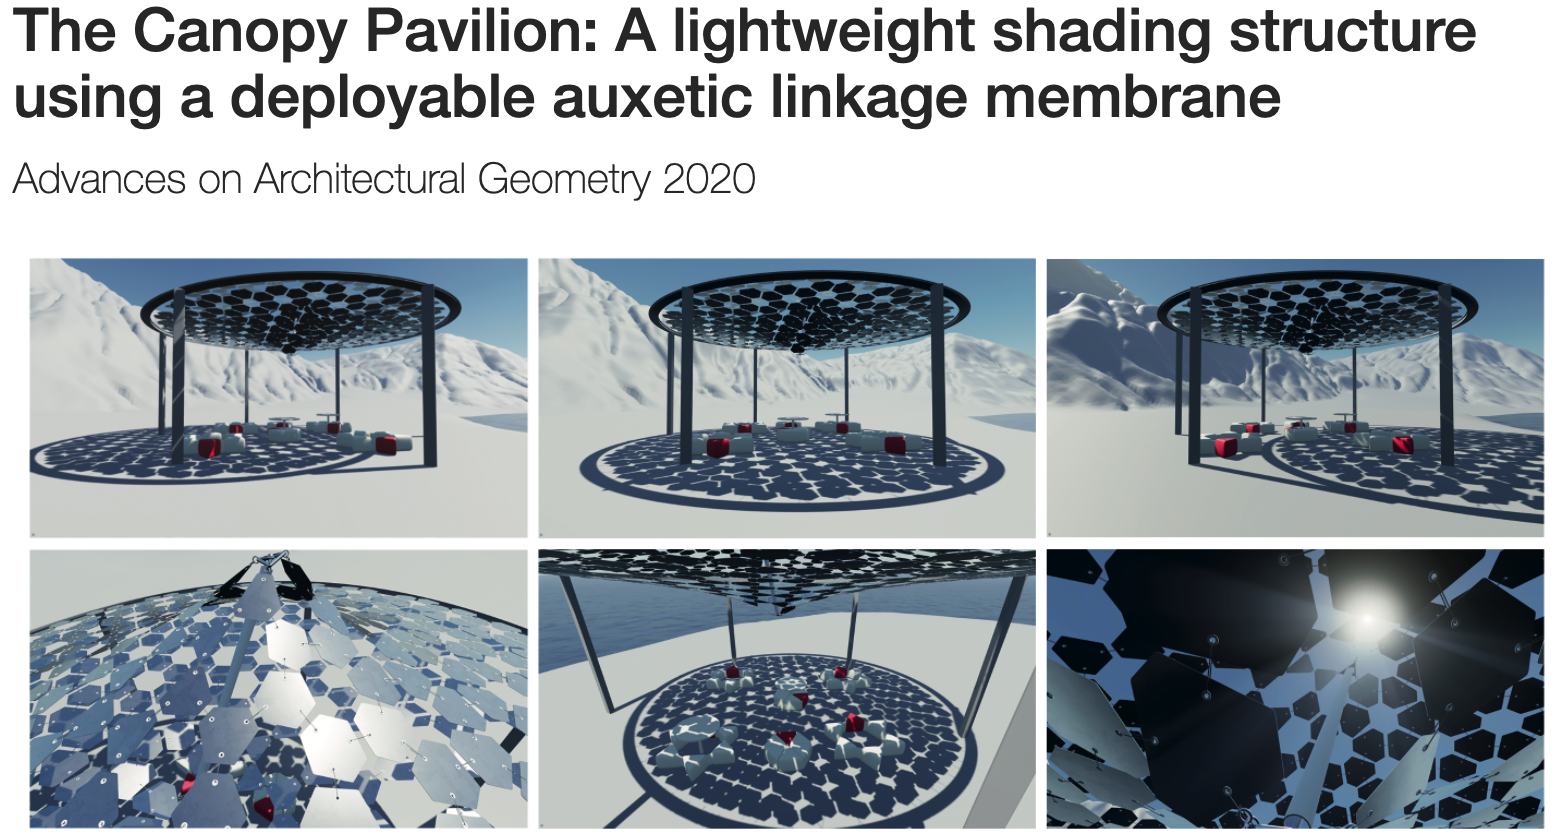 The Canopy Pavilion: A lightweight shading structure
using a deployable auxetic linkage membrane
Advances on Architectural Geometry 2020